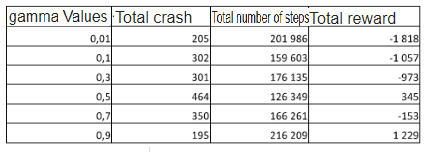 gamma Values Total crash Total number of steps Total reward
0,01 205 201 986 -1 818
0,1 302 159 603 -1 057
0,3 301 176 135 -973
0,5 464 126 349 345
0,7 350 166 261 -153
0,9 195 216 209 1 229